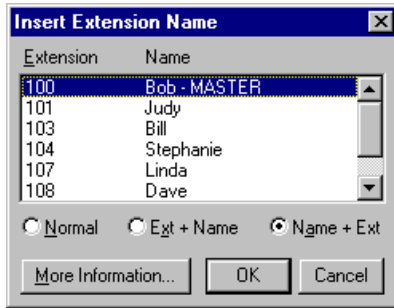 Insert Extension Name
Extension Name
100 Bob - MASTER
101 Judy
103 Bill
104 Stephanie
107 Linda
108 Dave
Normal Ext + Name Name + Ext
More Information... OK Cancel